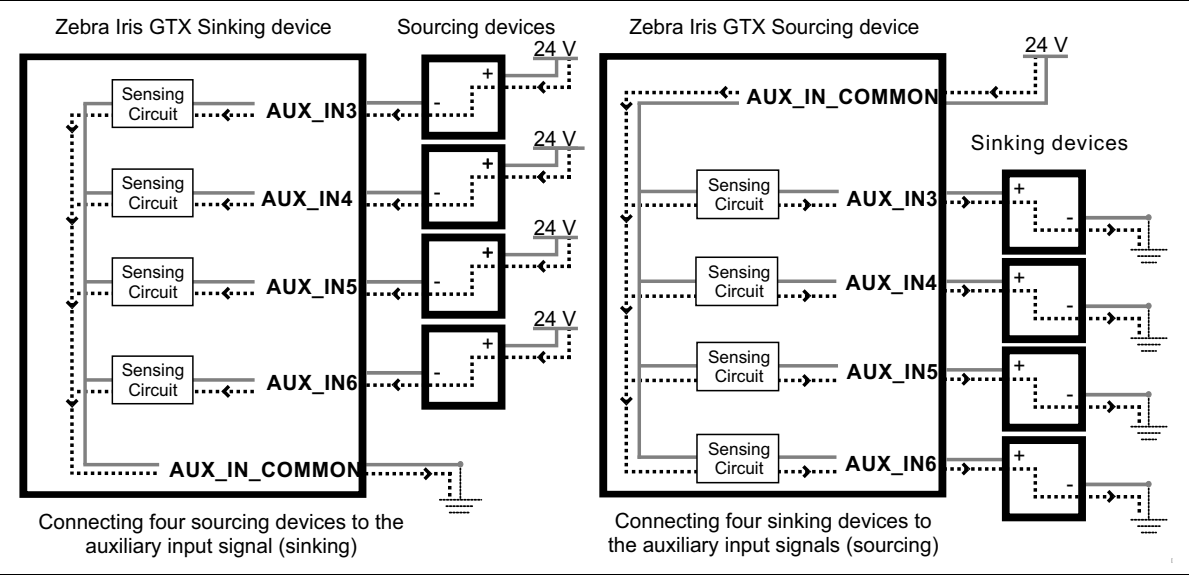 Zebra Iris GTX Sinking device
Sourcing devices
24 V
Sensing
Circuit
AUX_IN3
-
+
24 V
Sensing
Circuit
AUX_IN4
-
+
24 V
Sensing
Circuit
AUX_IN5
-
+
24 V
Sensing
Circuit
AUX_IN6
-
+
AUX_IN_COMMON
Connecting four sourcing devices to the
auxiliary input signal (sinking)
Zebra Iris GTX Sourcing device
24 V
AUX_IN_COMMON
Sinking devices
Sensing
Circuit
AUX_IN3
+
-
Sensing
Circuit
AUX_IN4
+
-
Sensing
Circuit
AUX_IN5
+
-
Sensing
Circuit
AUX_IN6
+
-
Connecting four sinking devices to
the auxiliary input signals (sourcing)